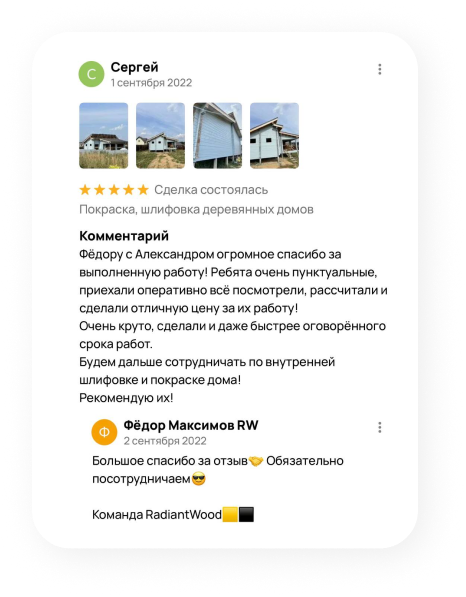 С
Сергей
1 сентября 2022
Сделка состоялась
Покраска, шлифовка деревянных домов
Комментарий
Фёдору с Александром огромное спасибо за
выполненную работу! Ребята очень пунктуальные,
приехали оперативно всё посмотрели, рассчитали и
сделали отличную цену за их работу!
Очень круто, сделали и даже быстрее оговорённого
срока работ.
Будем дальше сотрудничать по внутренней
шлифовке и покраске дома!
Рекомендую их!
Ф
Фёдор Максимов RW
2 сентября 2022
Большое спасибо за отзыв🤝 Обязательно
посотрудничаем😎
Команда RadiantWood🟨⬛